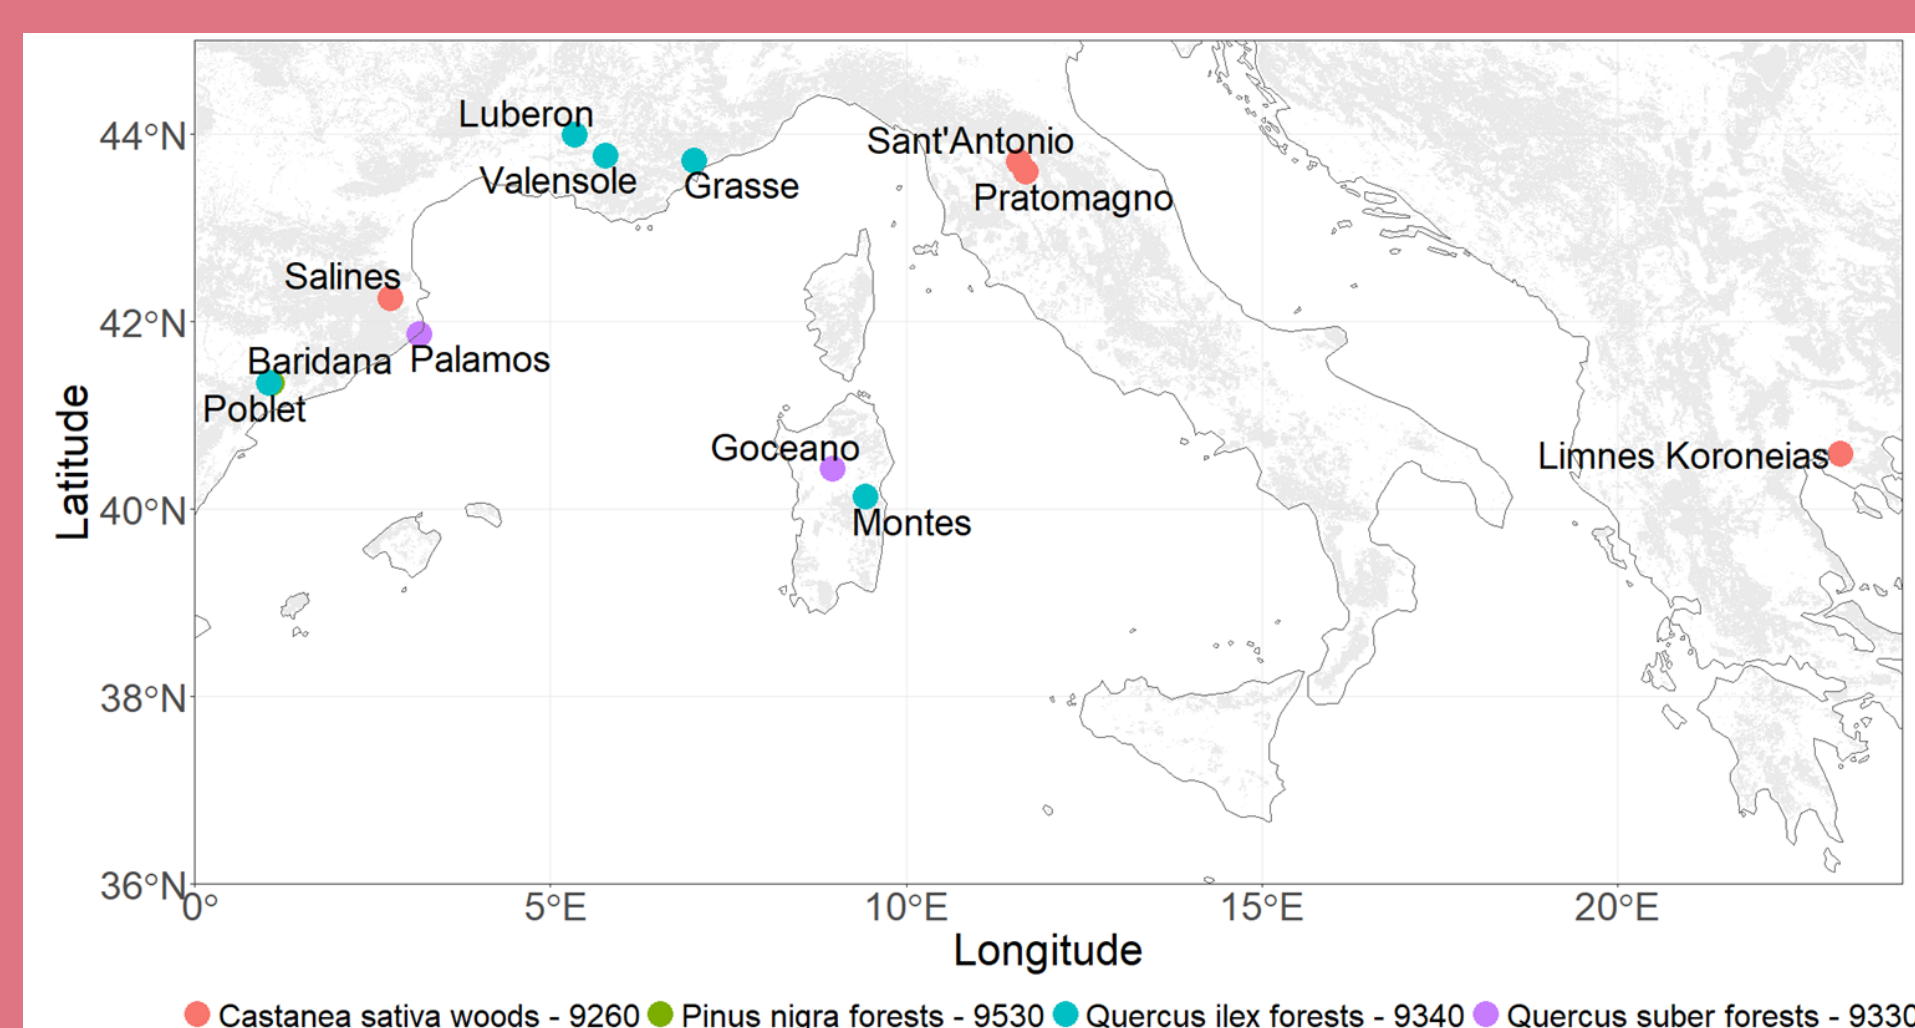 Luberon
44°N
Sant'Antonio
Valensole
Grasse
Pratomagno
Salines
42°N
Baridana
Palamos
Poblet
Latitude
Goceano
Limnes Koroneias
40°N
Montes
38°N
36°N
0°
5°E
10°E
15°E
20°E
Longitude
Castanea sativa woods - 9260
Pinus nigra forests - 9530
Quercus ilex forests - 9340
Quercus suber forests - 9330